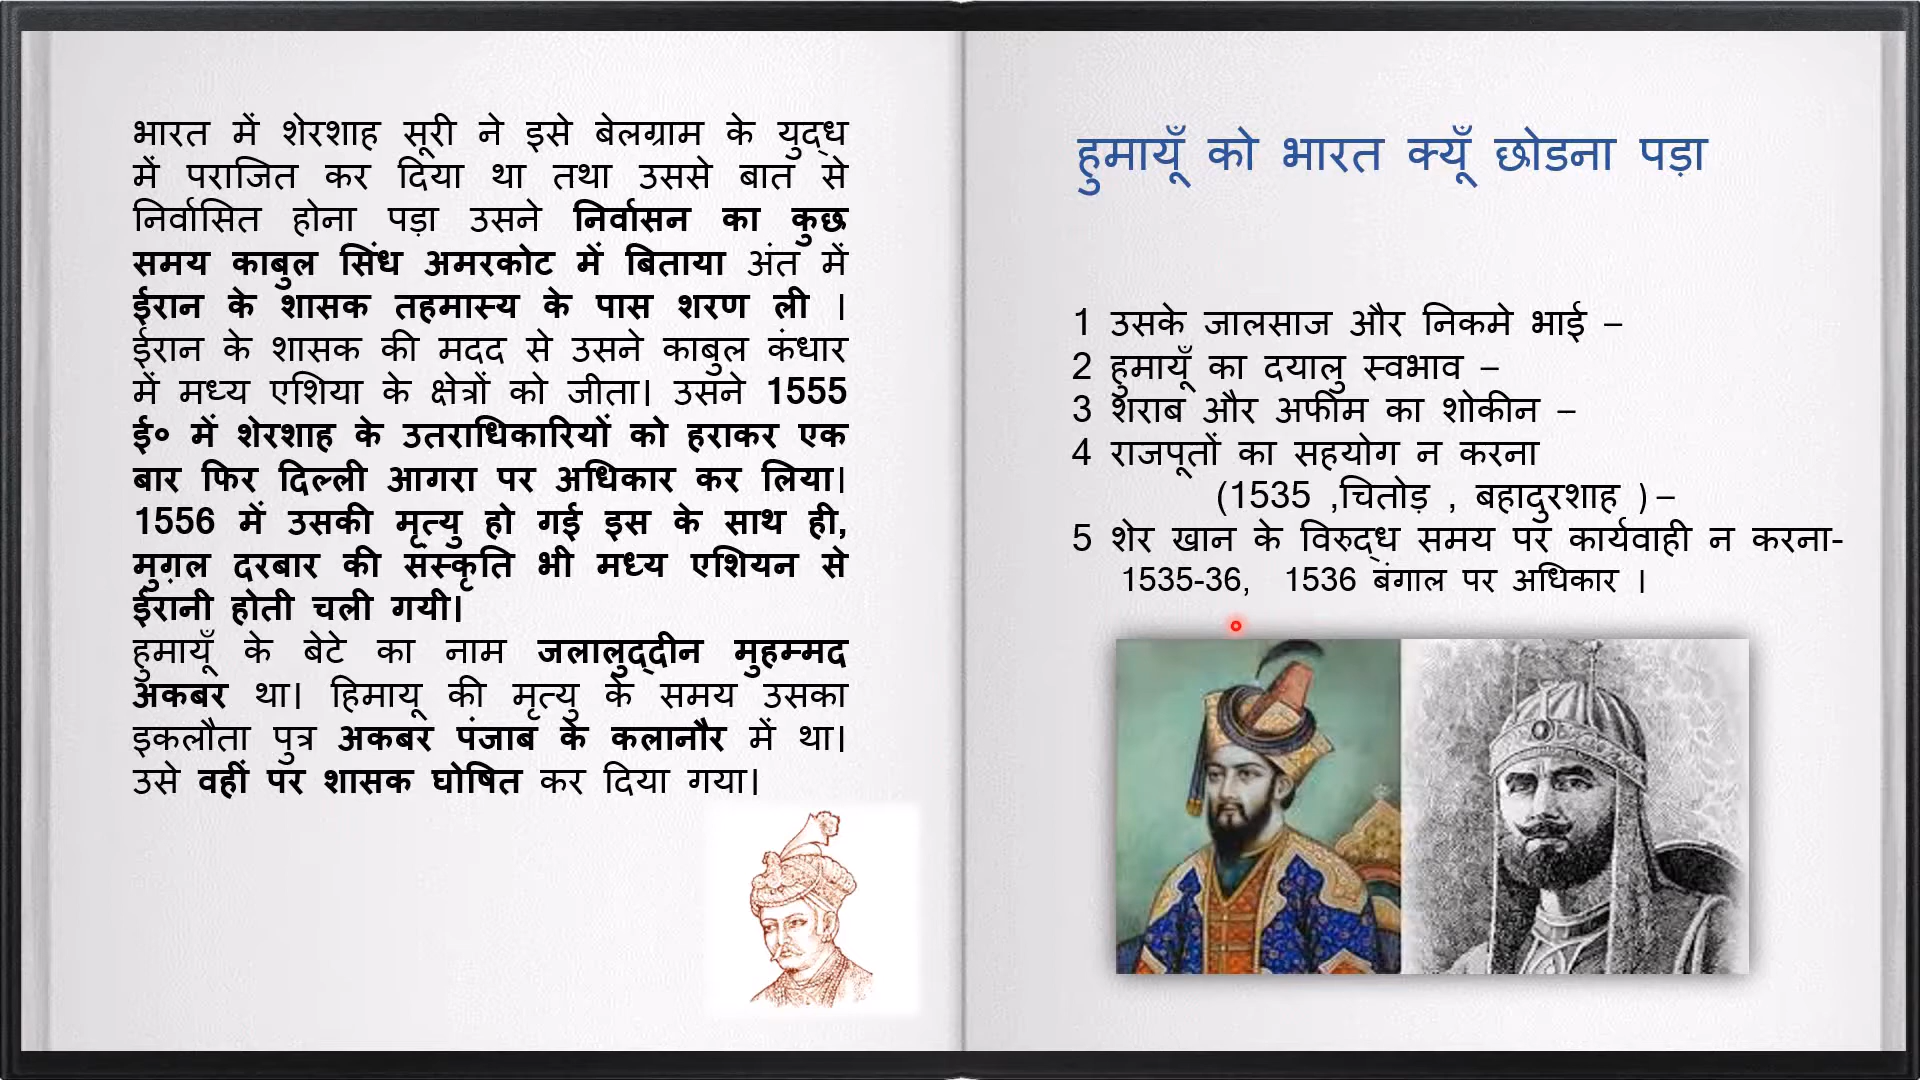 भारत में शेरशाह सूरी ने इसे बेलग्राम के युद्ध
में पराजित कर दिया था तथा उससे बात से
निर्वासित होना पड़ा उसने निर्वासन का कुछ
समय काबुल सिंध अमरकोट में बिताया अंत में
ईरान के शासक तहमास्य के पास शरण ली ।
ईरान के शासक की मदद से उसने काबुल कंधार
में मध्य एशिया के क्षेत्रों को जीता। उसने 1555
ई० में शेरशाह के उतराधिकारियों को हराकर एक
बार फिर दिल्ली आगरा पर अधिकार कर लिया।
1556 में उसकी मृत्यु हो गई इस के साथ ही,
मुग़ल दरबार की संस्कृति भी मध्य एशियन से
ईरानी होती चली गयी।
हुमायूँ के बेटे का नाम जलालुद्दीन मुहम्मद
अकबर था। हिमायू की मृत्यु के समय उसका
इकलौता पुत्र अकबर पंजाब के कलानौर में था।
उसे वहीं पर शासक घोषित कर दिया गया।
हुमायूँ को भारत क्यूँ छोडना पड़ा
1 उसके जालसाज और निकमे भाई –
2 हुमायूँ का दयालु स्वभाव –
3 शराब और अफीम का शोकीन –
4 राजपूतों का सहयोग न करना
(1535 ,चितोड़ , बहादुरशाह ) –
5 शेर खान के विरुद्ध समय पर कार्यवाही न करना-
1535-36, 1536 बंगाल पर अधिकार ।